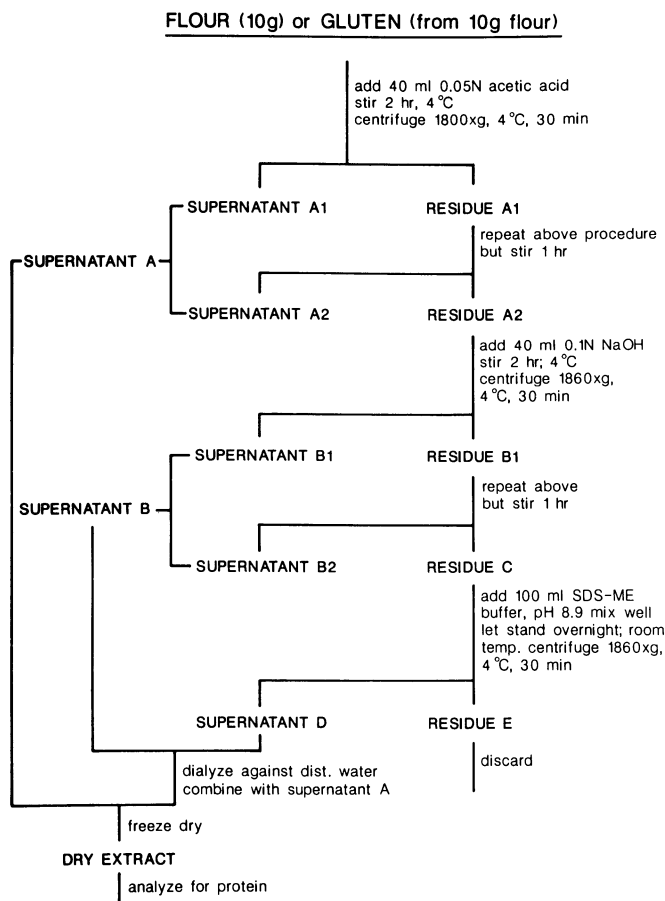 FLOUR (10g) or GLUTEN (from 10g flour)
add 40 ml 0.05N acetic acid
stir 2 hr, 4°C
centrifuge 1800xg, 4°C, 30 min
SUPERNATANT A1
RESIDUE A1
repeat above procedure
but stir 1 hr
SUPERNATANT A
SUPERNATANT A2
RESIDUE A2
add 40 ml 0.1N NaOH
stir 2 hr; 4°C
centrifuge 1860xg,
4°C, 30 min
SUPERNATANT B1
RESIDUE B1
repeat above
but stir 1 hr
SUPERNATANT B
SUPERNATANT B2
RESIDUE C
add 100 ml SDS-ME
buffer, pH 8.9 mix well
let stand overnight; room
temp. centrifuge 1860xg,
4°C, 30 min
SUPERNATANT D
RESIDUE E
discard
dialyze against dist. water
combine with supernatant A
freeze dry
DRY EXTRACT
analyze for protein